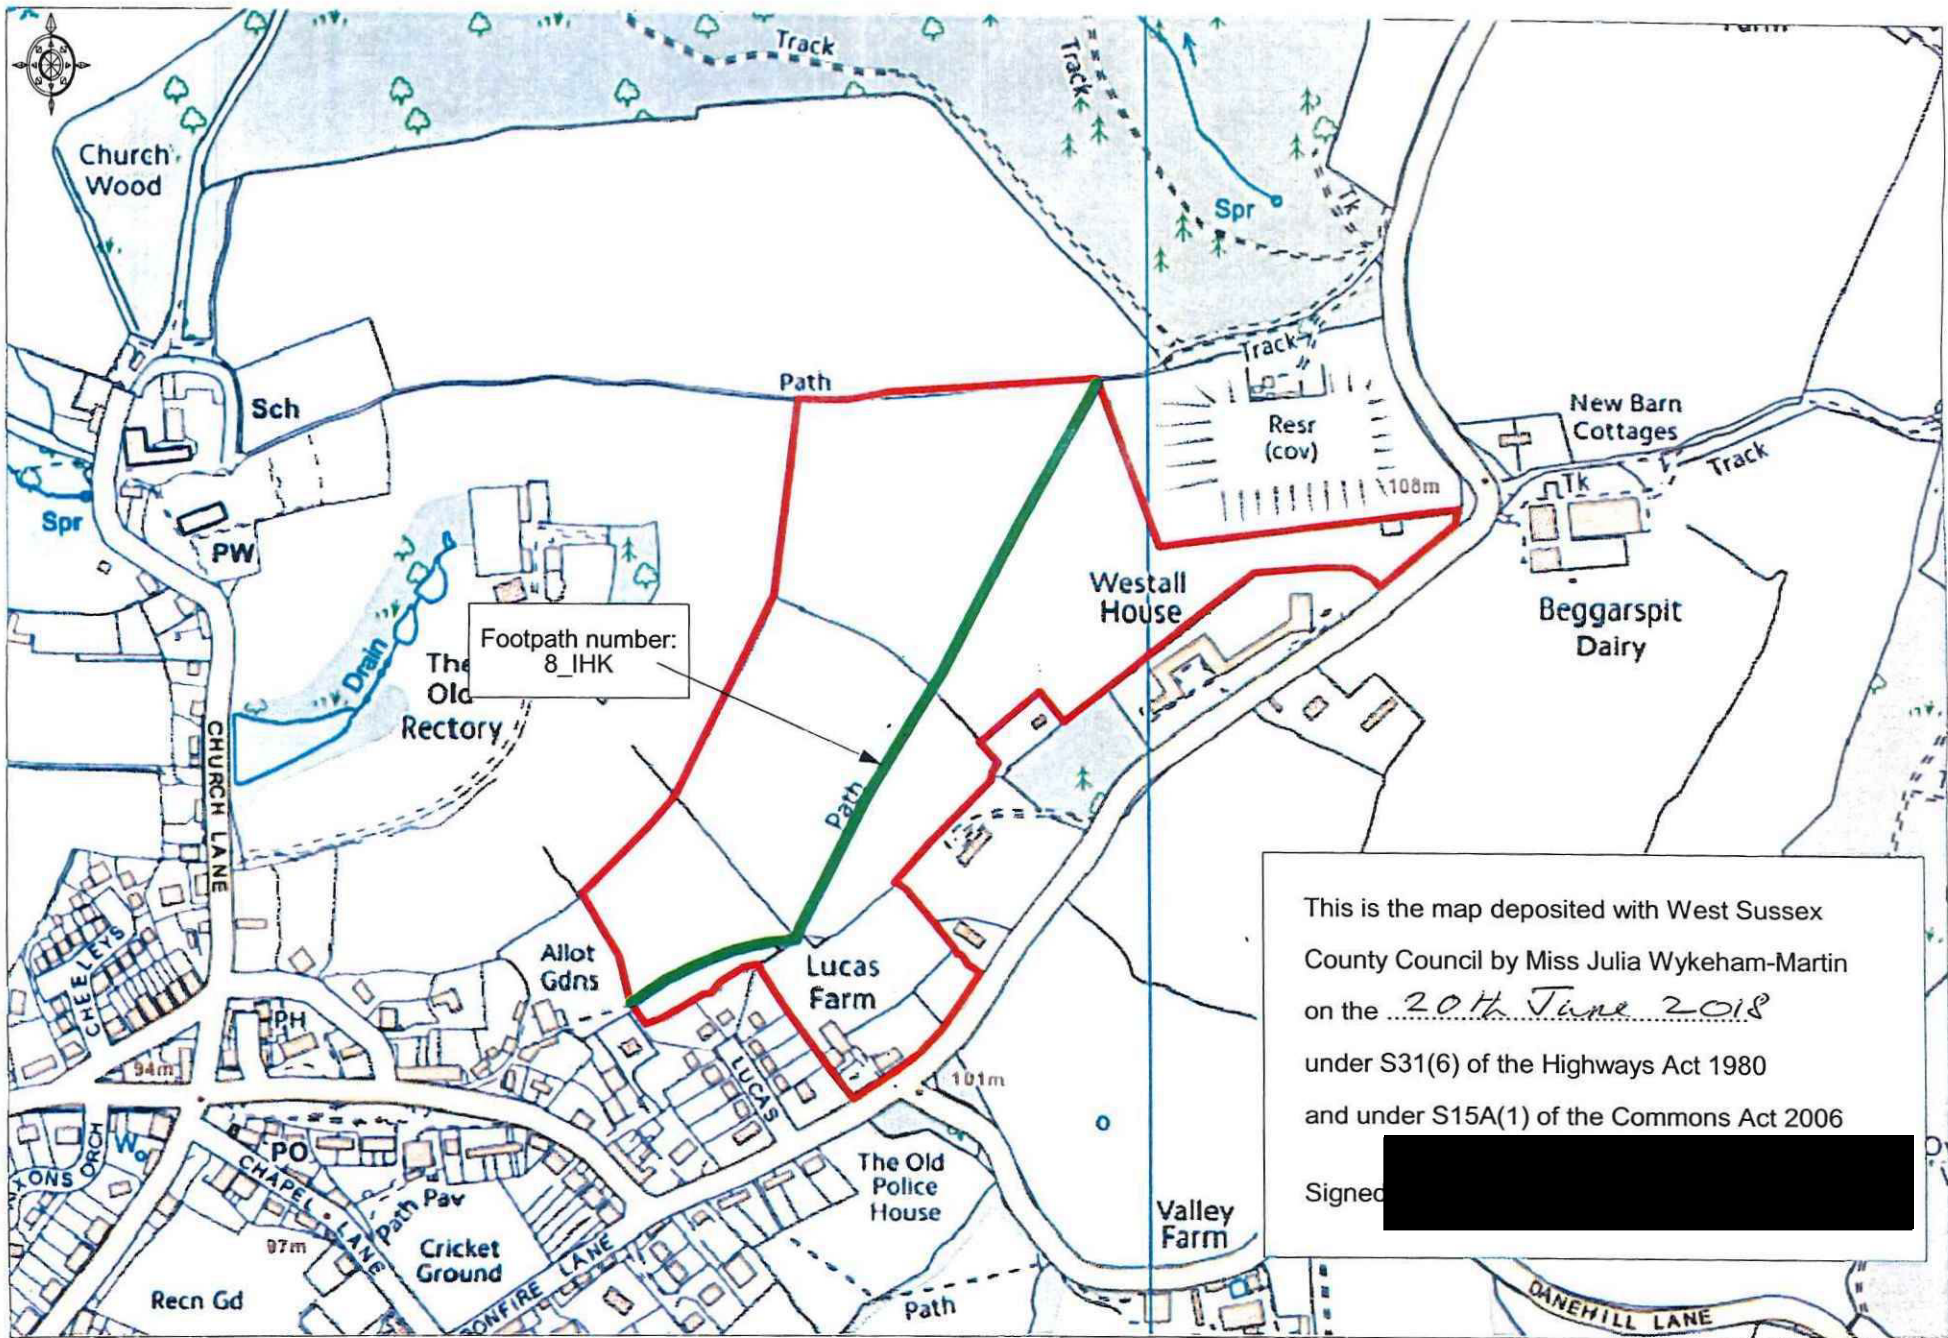 Track
Track
Church
Wood
Spr
Tk
Track
Path
Sch
Resr
(cov)
New Barn
Cottages
Track
Tk
108m
Spr
PW
Westall
House
Beggarspit
Dairy
Footpath number:
8_IHK
Drain
The
Old
Rectory
CHURCH LANE
Path
This is the map deposited with West Sussex
County Council by Miss Julia Wykeham-Martin
on the 20th June 2018
under S31(6) of the Highways Act 1980
and under S15A(1) of the Commons Act 2006
Signed
CHEELEYS
Allot
Gdns
Lucas
Farm
PH
94m
LUCAS
101m
PO
CHAPEL LANE
Path
Pav
97m
Cricket
Ground
Recn Gd
BONFIRE LANE
The Old
Police
House
Path
Valley
Farm
DANEHILL LANE
ORCH